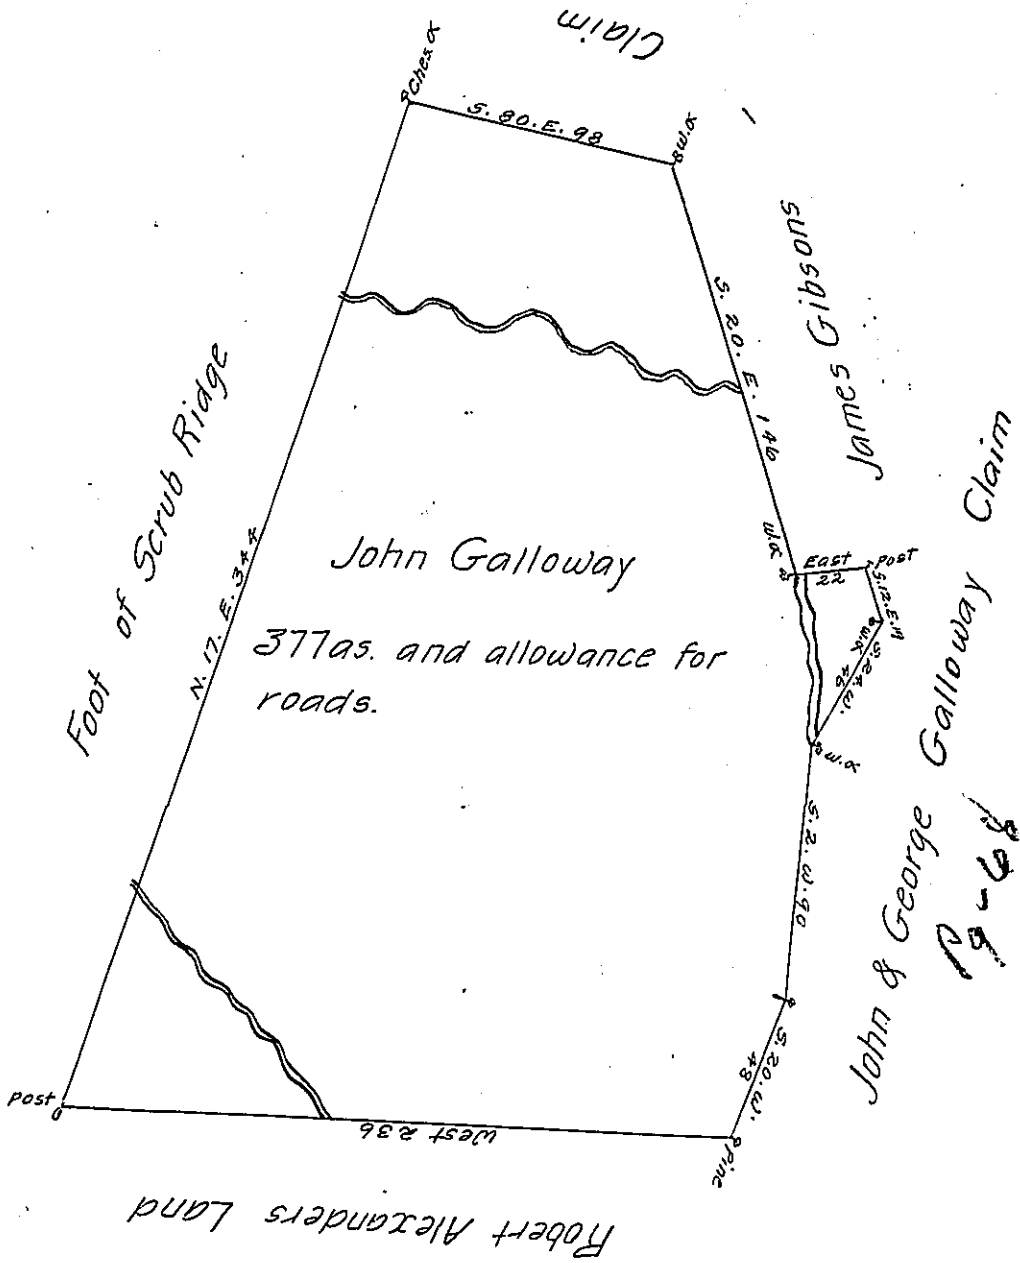 Claim
Ches. o
S. 80. E. 98
W. o
James Gibsons
S. 20. E. 146
Foot of Scrub Ridge
N. 17. E. 344
John Galloway
377as. and allowance for
roads.
W. o
East
22
Post
S. 12. E. 19
W. o
S. 24. W.
46
W. o
John & George Galloway Claim
S. 2. W. 90
S. 20. W.
48
Post
West 236
Pine
Robert Alexanders Land